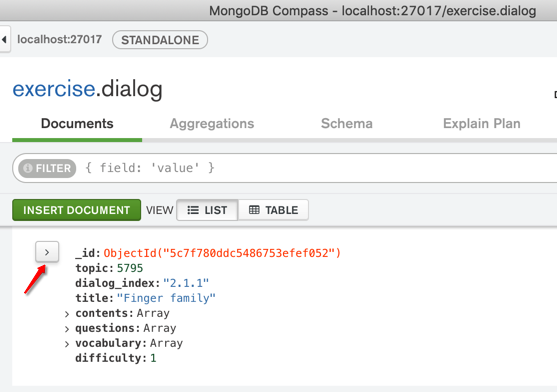 MongoDB Compass - localhost:27017/exercise.dialog
localhost:27017 STANDALONE
exercise.dialog
Documents Aggregations Schema Explain Plan
FILTER { field: 'value' }
INSERT DOCUMENT VIEW LIST TABLE
_id: ObjectId("5c7f780ddc5486753efef052")
topic: 5795
dialog_index: "2.1.1"
title: "Finger family"
> contents: Array
> questions: Array
> vocabulary: Array
difficulty: 1